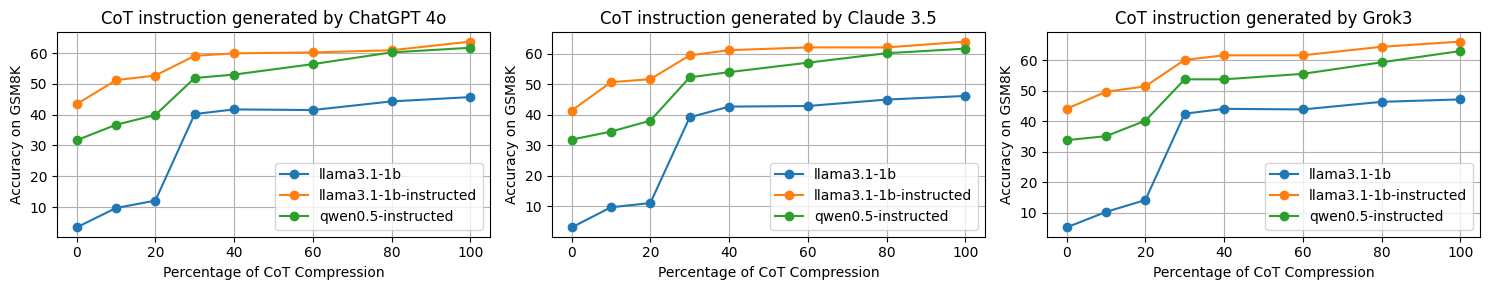 CoT instruction generated by ChatGPT 4o
Accuracy on GSM8K
60
50
40
30
20
10
llama3.1-1b
llama3.1-1b-instructed
qwen0.5-instructed
0 20 40 60 80 100
Percentage of CoT Compression
CoT instruction generated by Claude 3.5
Accuracy on GSM8K
60
50
40
30
20
10
llama3.1-1b
llama3.1-1b-instructed
qwen0.5-instructed
0 20 40 60 80 100
Percentage of CoT Compression
CoT instruction generated by Grok3
Accuracy on GSM8K
60
50
40
30
20
10
llama3.1-1b
llama3.1-1b-instructed
qwen0.5-instructed
0 20 40 60 80 100
Percentage of CoT Compression